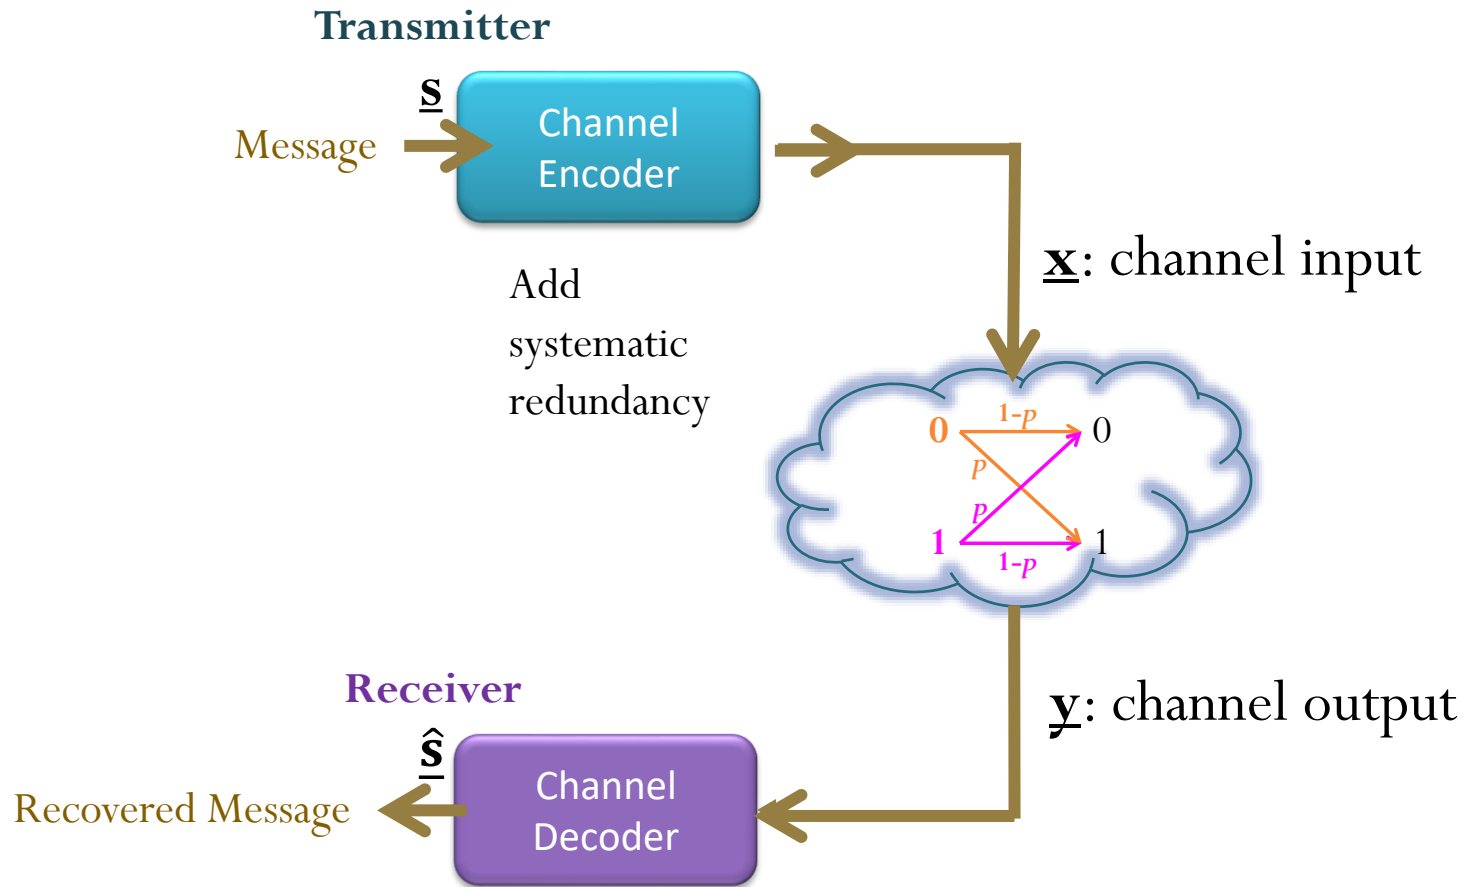 Transmitter
s
Message
Channel
Encoder
Add
systematic
redundancy
x: channel input
0
1-p
0
p
p
1
1-p
1
Receiver
y: channel output
ŝ
Recovered Message
Channel
Decoder